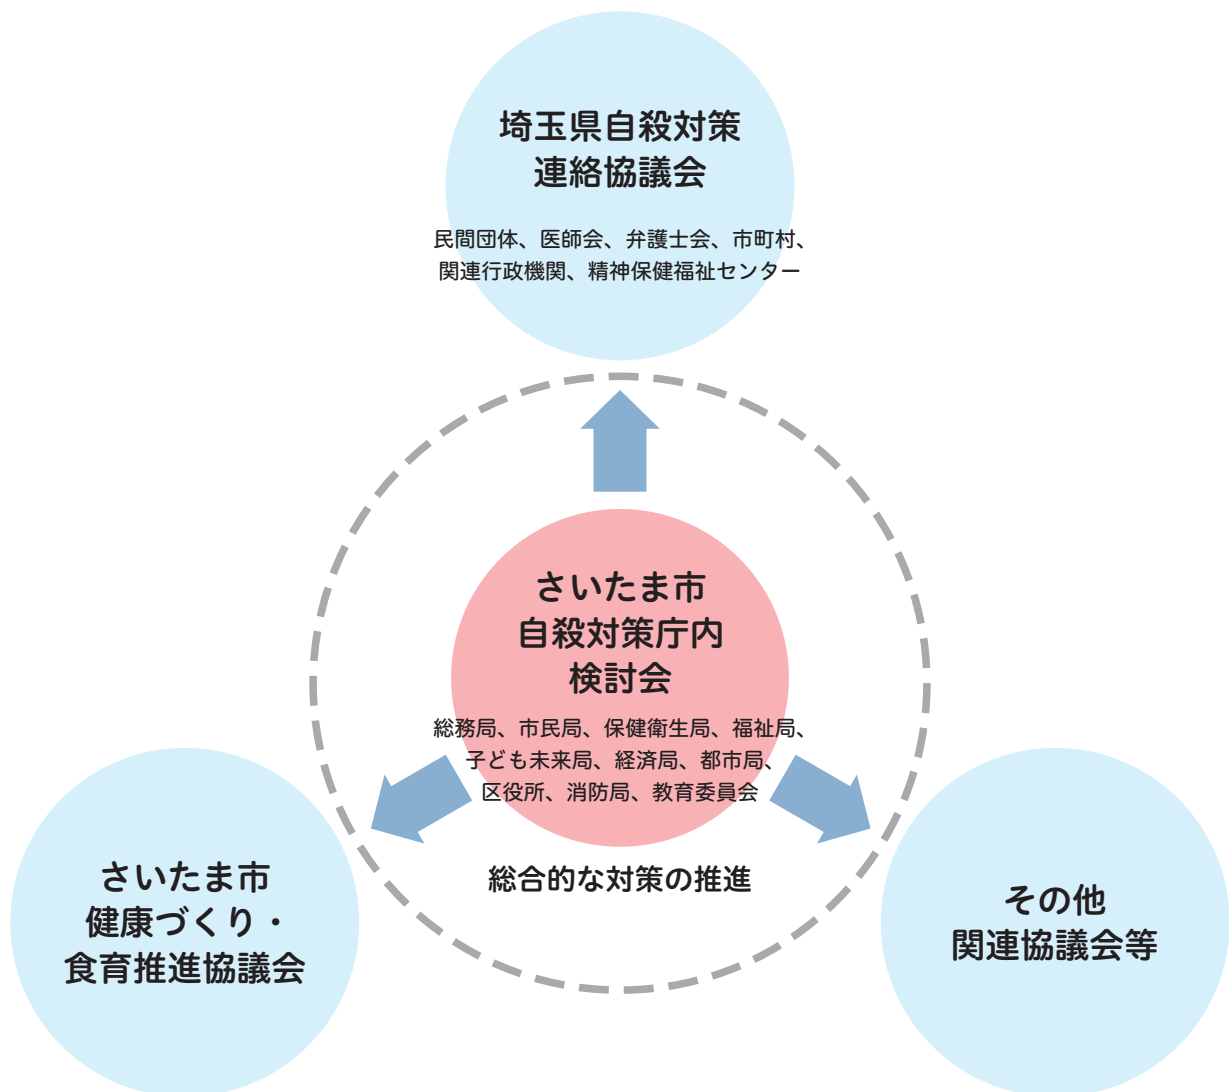 埼玉県自殺対策
連絡協議会
民間団体、医師会、弁護士会、市町村、
関連行政機関、精神保健福祉センター
さいたま市
自殺対策庁内
検討会
総務局、市民局、保健衛生局、福祉局、
子ども未来局、経済局、都市局、
区役所、消防局、教育委員会
総合的な対策の推進
さいたま市
健康づくり・
食育推進協議会
その他
関連協議会等